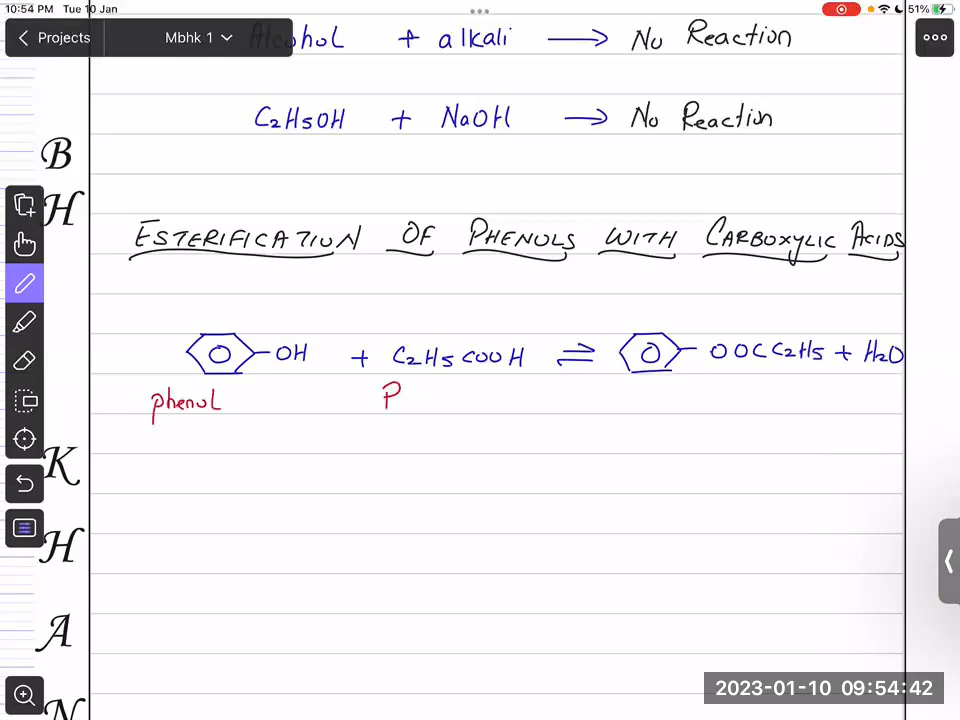 10:54 PM Tue 10 Jan
51%
Projects
Mbhk 1
Alcohol + alkali ⟶ No Reaction
C2H5OH + NaOH ⟶ No Reaction
B
H
ESTERIFICATION OF PHENOLS WITH CARBOXYLIC ACIDS
OH + C2H5COOH ⇌ OOCC2H5 + H2O
phenol P
K
H
A
N
2023-01-10 09:54:42